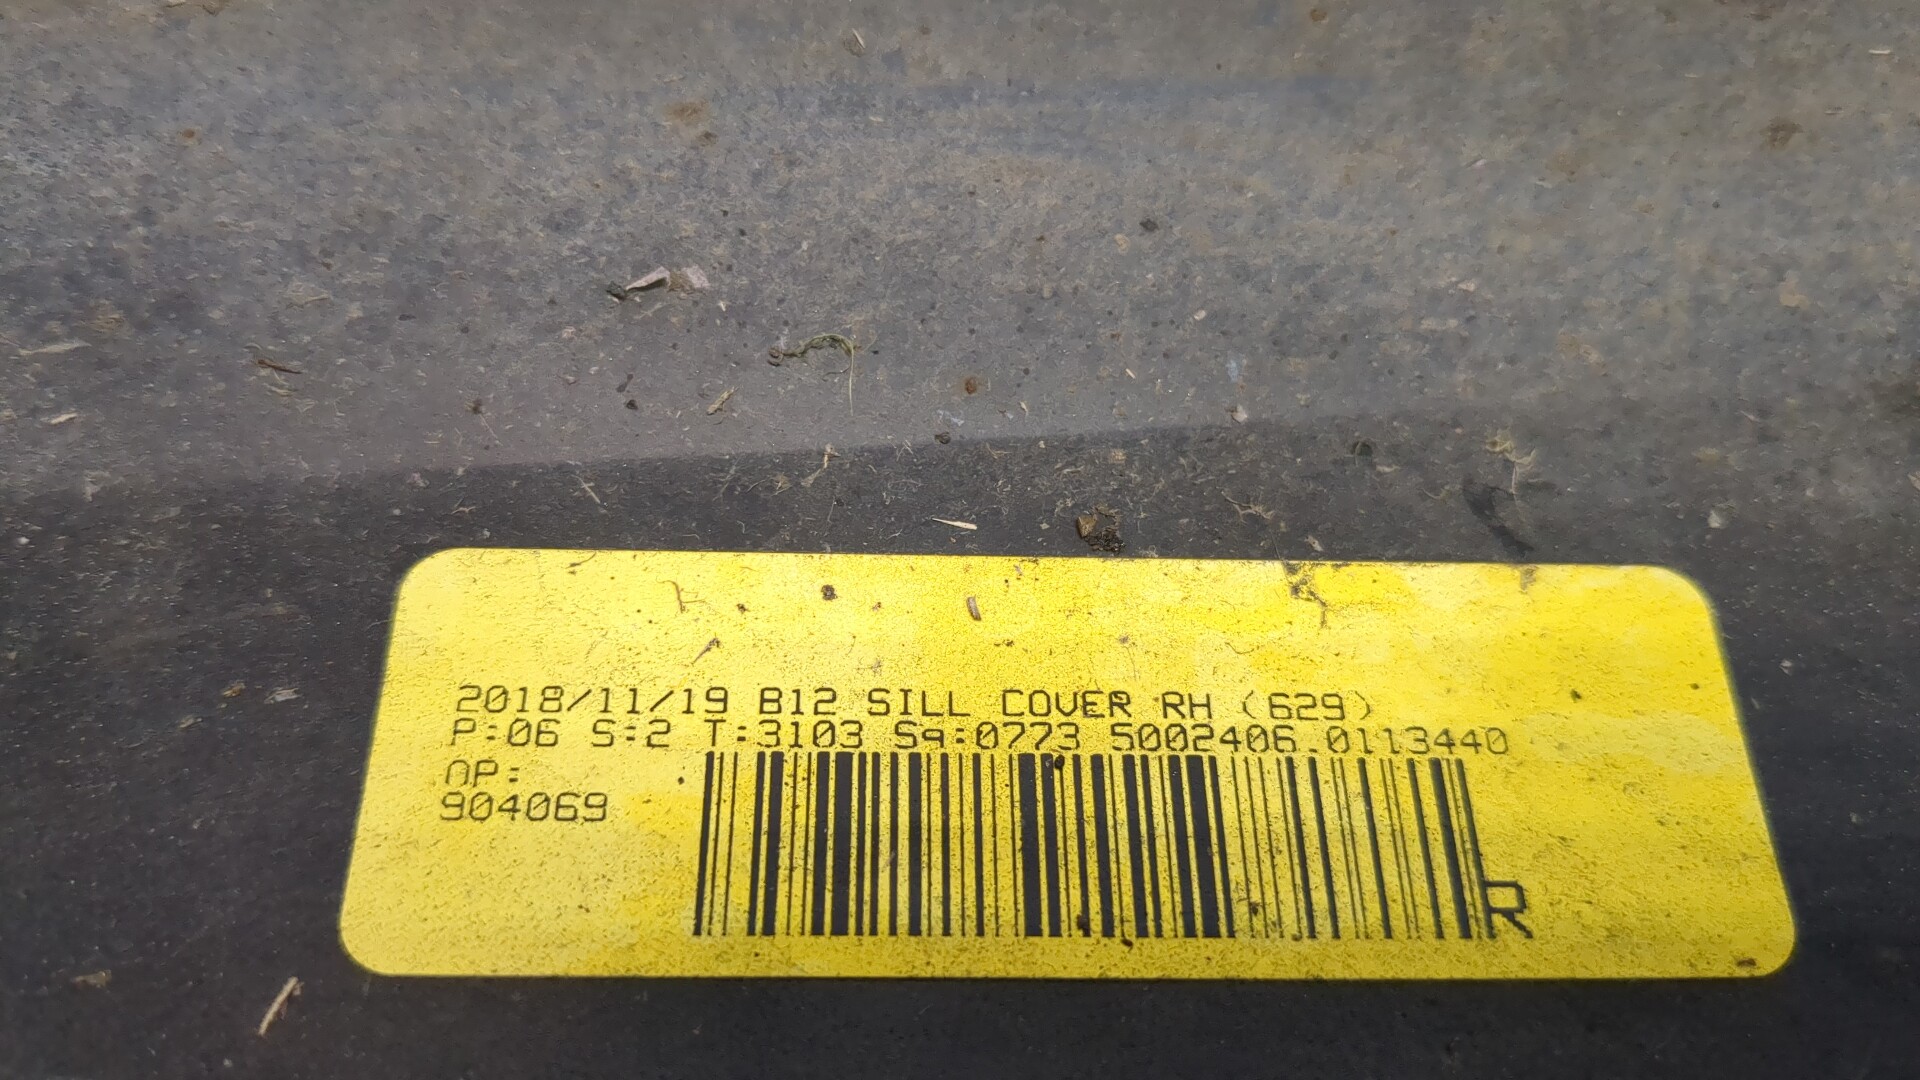 2018/11/19 B12 SILL COVER RH (629)
P:06 S:2 T:3103 Sq:0773 5002406.0113440
OP:
904069
R